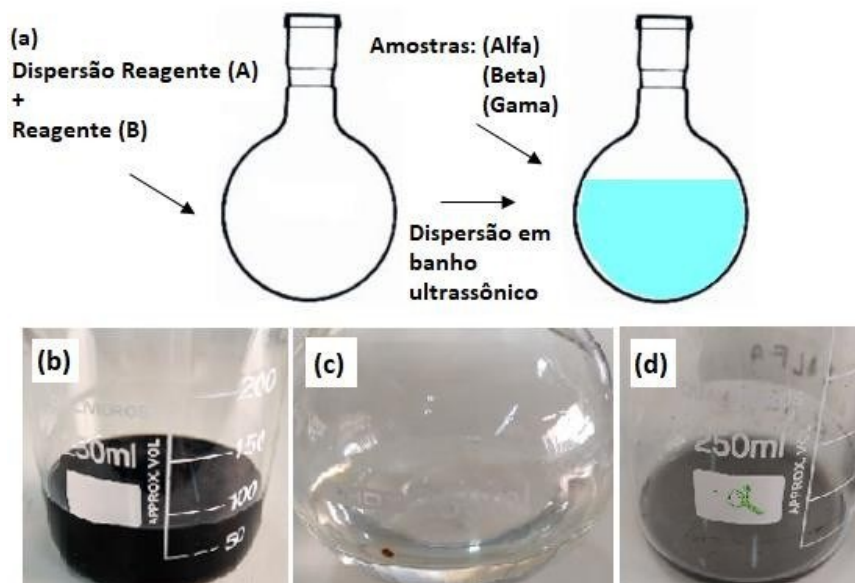 (a)
Dispersão Reagente (A)
+
Reagente (B)
Amostras: (Alfa)
(Beta)
(Gama)
Dispersão em
banho
ultrassônico
(b)
200
150
100
50
APPROX. VOL
(c)
(d)
ALFA
250ml
APPROX. VOL